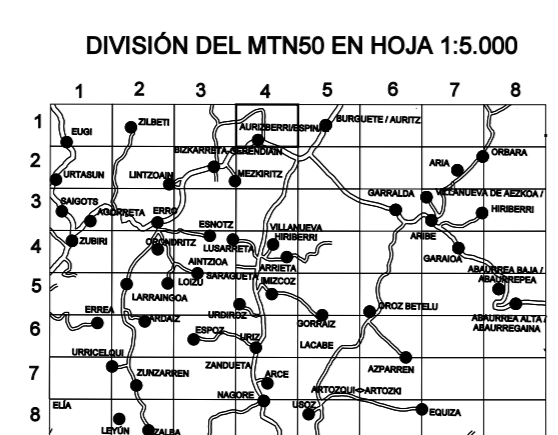 DIVISIÓN DEL MTN50 EN HOJA 1:5.000
1 2 3 4 5 6 7 8
1
EUGI
ZILBETI
AURIZBERRI/ESPINAL
BURGUETE / AURITZ
2
BIZKARRETA-GERENDIAIN
ARIA
ORBARA
URTASUN
LINTZOAIN
MEZKIRITZ
3
SAIGOTS
AGORRETA
ERRO
ESNOTZ
GARRALDA
VILLANUEVA DE AEZKOA /
HIRIBERRI
4
ZUBIRI
ORONDRITZ
LUSARRETA
VILLANUEVA
HIRIBERRI
ARIBE
GARAIOA
AINTZIOA
ARRIETA
5
LARRAINGOA
LOIZU
SARAGUETA
IMIZCOZ
ABAURREA BAJA /
ABAURREPEA
6
ERREA
ARDAIZ
ESPOZ
URDIROZ
URIZ
GORRAIZ
OROZ BETELU
ABAURREA ALTA /
ABAURREGAINA
LACABE
7
URRICELQUI
ZUNZARREN
ZANDUETA
ARCE
AZPARREN
8
ELÍA
LEYÚN
ZALBA
NAGORE
USOZ
ARTOZQUI<>ARTOZKI
EQUIZA